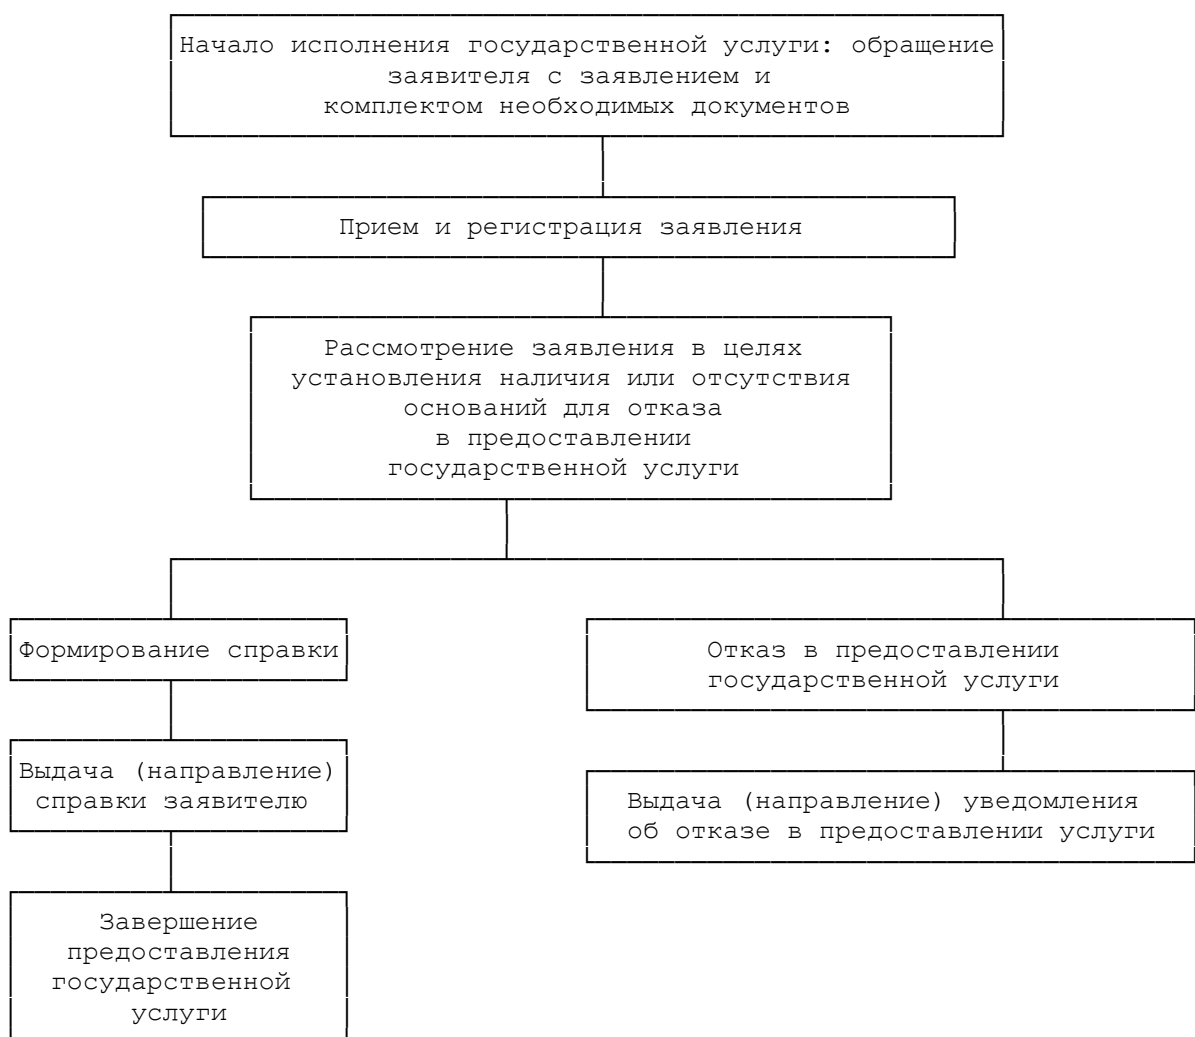 Начало исполнения государственной услуги: обращение
заявителя с заявлением и
комплектом необходимых документов
Прием и регистрация заявления
Рассмотрение заявления в целях
установления наличия или отсутствия
оснований для отказа
в предоставлении
государственной услуги
Формирование справки
Отказ в предоставлении
государственной услуги
Выдача (направление)
справки заявителю
Выдача (направление) уведомления
об отказе в предоставлении услуги
Завершение
предоставления
государственной
услуги